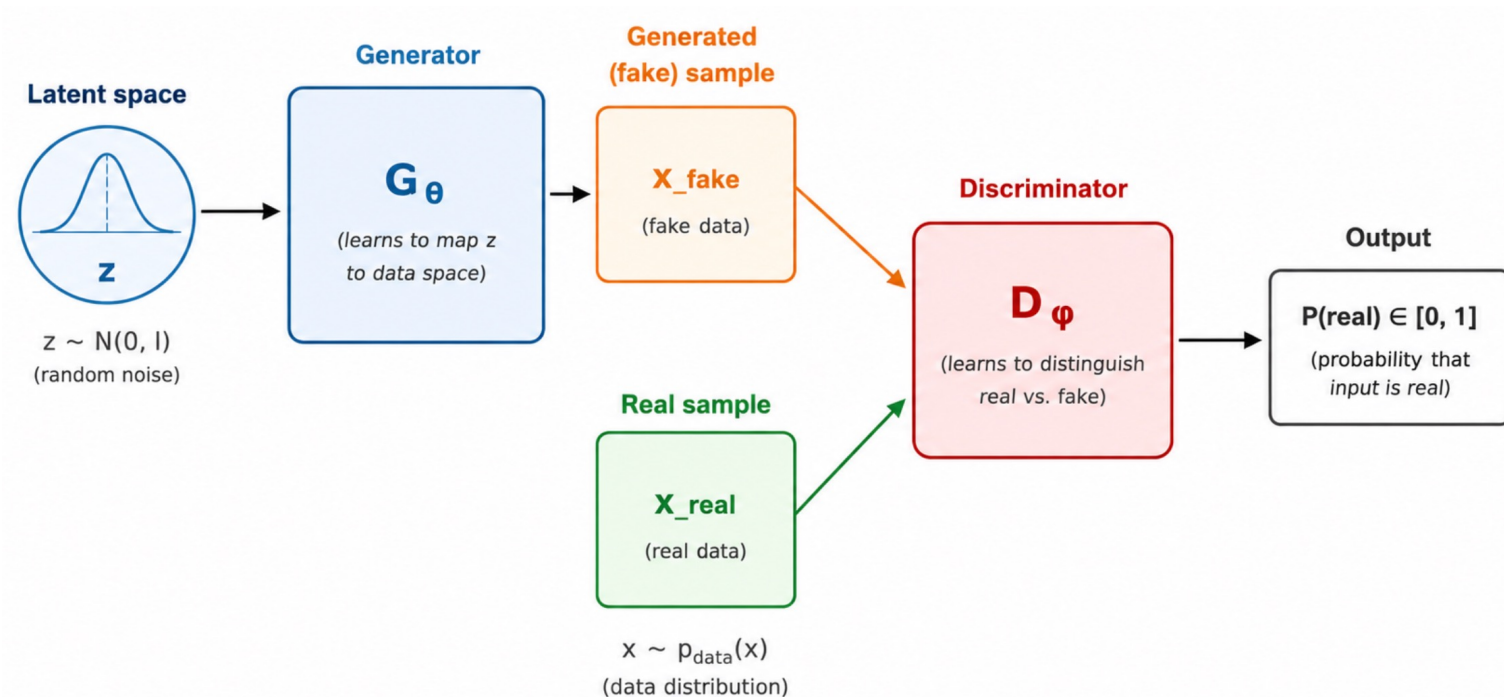 Latent space
z
z ~ N(0, I)
(random noise)
Generator
G θ
(learns to map z
to data space)
Generated
(fake) sample
X_fake
(fake data)
Real sample
X_real
(real data)
x ~ pdata(x)
(data distribution)
Discriminator
D φ
(learns to distinguish
real vs. fake)
Output
P(real) ∈ [0, 1]
(probability that
input is real)